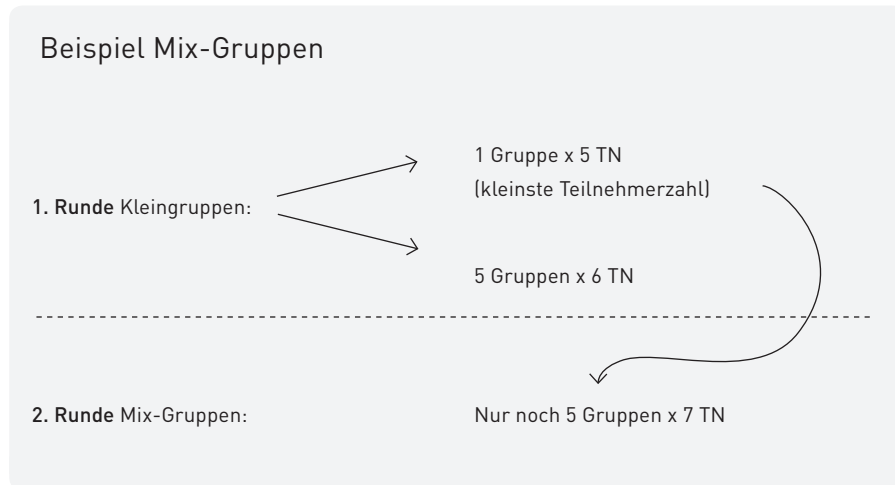 Beispiel Mix-Gruppen
1. Runde Kleingruppen:
1 Gruppe x 5 TN
(kleinste Teilnehmerzahl)
5 Gruppen x 6 TN
2. Runde Mix-Gruppen:
Nur noch 5 Gruppen x 7 TN